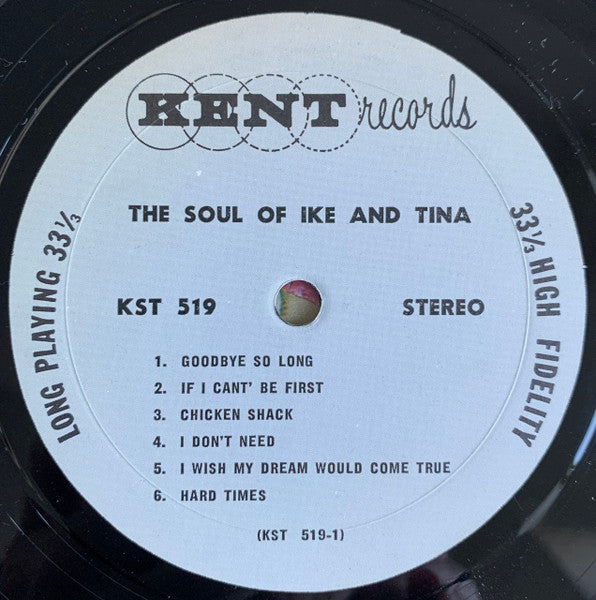 KENT records
THE SOUL OF IKE AND TINA
LONG PLAYING 33⅓
33⅓ HIGH FIDELITY
KST 519
STEREO
1. GOODBYE SO LONG
2. IF I CANT' BE FIRST
3. CHICKEN SHACK
4. I DON'T NEED
5. I WISH MY DREAM WOULD COME TRUE
6. HARD TIMES
(KST 519-1)